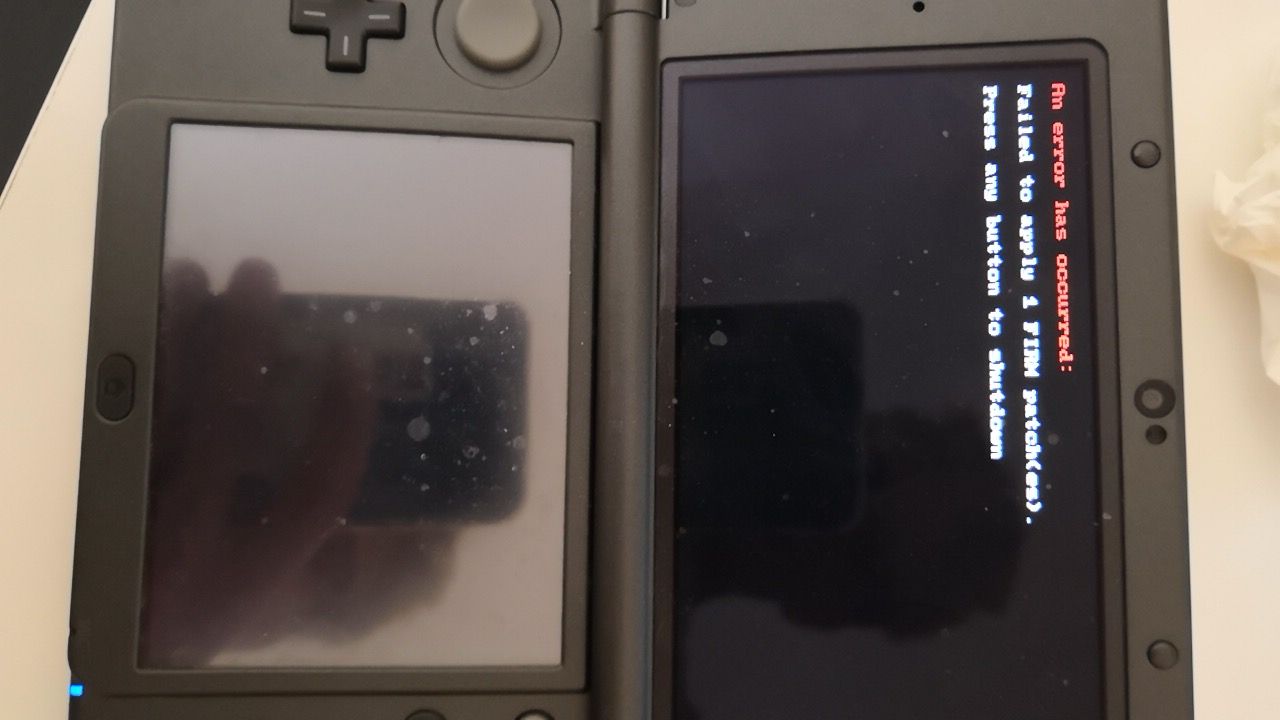 An error has occurred:
Failed to apply 1 FIRM patch(es).
Press any button to shutdown